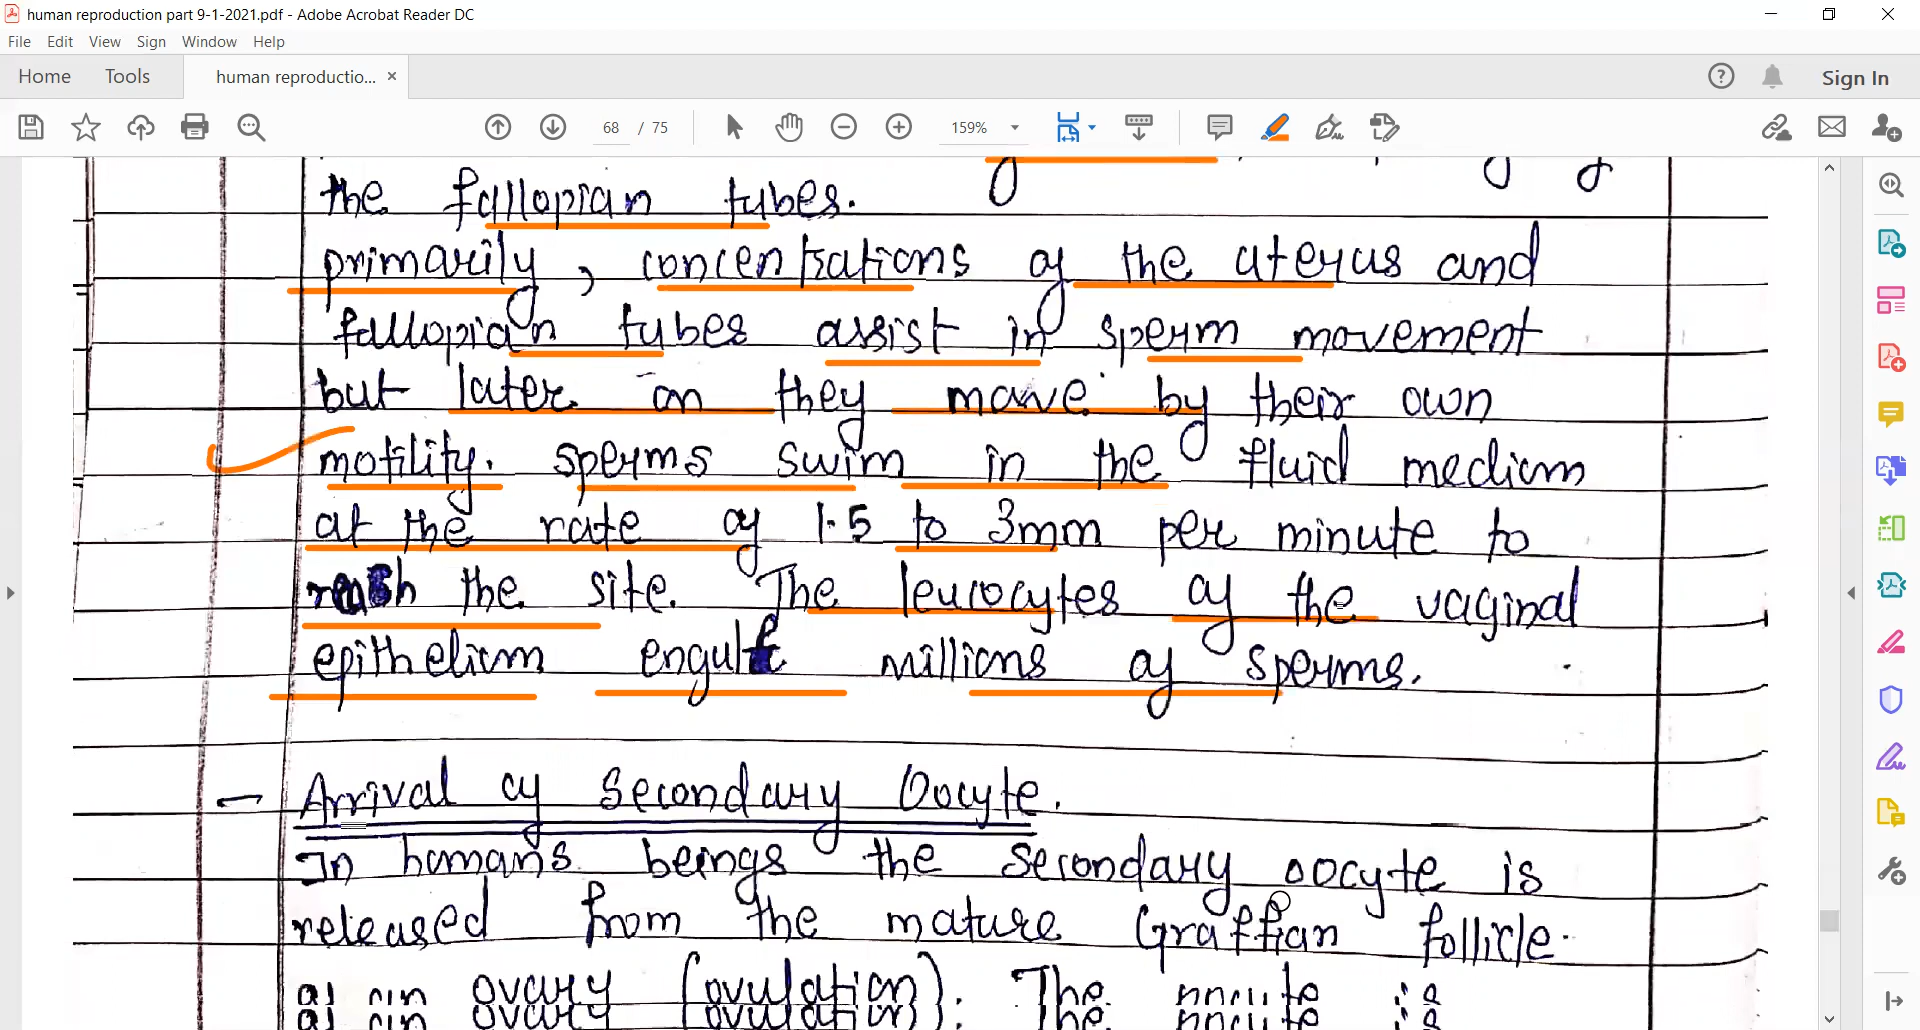 human reproduction part 9-1-2021.pdf - Adobe Acrobat Reader DC
File Edit View Sign Window Help
Home Tools human reproductio... × Sign In
68 / 75 159%
the fallopian tubes.
primarily, concentrations of the uterus and
fallopian tubes assist in sperm movement
but later on they move by their own
motility. sperms swim in the fluid medium
at the rate of 1.5 to 3mm per minute to
the site. The leucocytes of the vaginal
epithelium engulf millions of sperms.
- Arrival of Secondary Oocyte.
In homans beings the secondary oocyte is
released from the mature Graffian follicle.
ovary (ovulation). The oocyte is